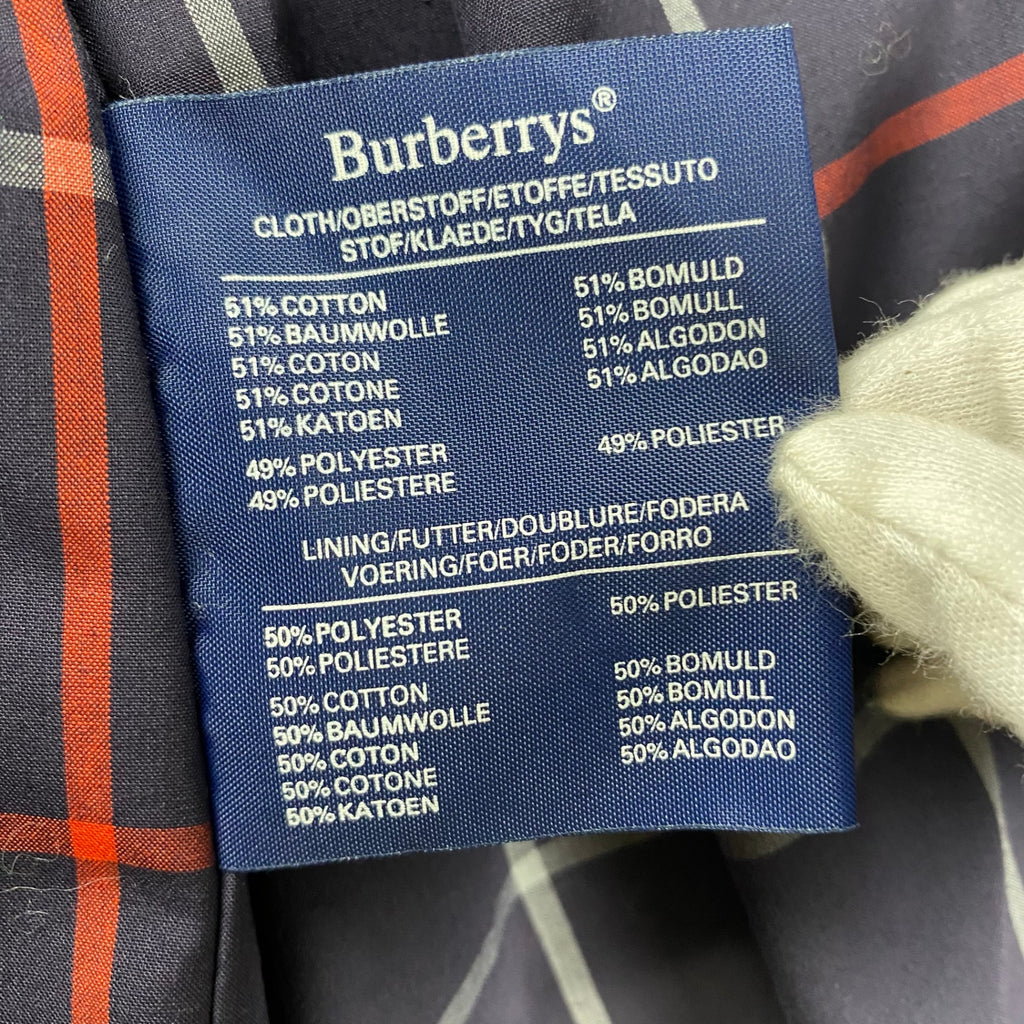 Burberrys®
CLOTH/OBERSTOFF/ETOFFE/TESSUTO
STOF/KLAEDE/TYG/TELA
51% COTTON
51% BAUMWOLLE
51% COTON
51% COTONE
51% KATOEN
49% POLYESTER
49% POLIESTERE
51% BOMULD
51% BOMULL
51% ALGODON
51% ALGODAO
49% POLIESTER
LINING/FUTTER/DOUBLURE/FODERA
VOERING/FOER/FODER/FORRO
50% POLYESTER
50% POLIESTERE
50% COTTON
50% BAUMWOLLE
50% COTON
50% COTONE
50% KATOEN
50% POLIESTER
50% BOMULD
50% BOMULL
50% ALGODON
50% ALGODAO